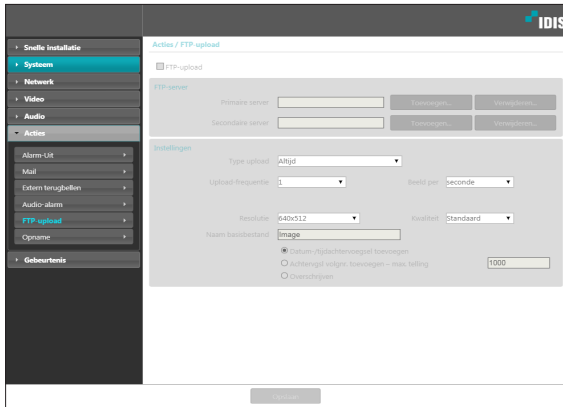 IDIS
Snelle installatie
Systeem
Netwerk
Video
Audio
Acties
Alarm-Uit
Mail
Extern terugbellen
Audio-alarm
FTP-upload
Opname
Gebeurtenis
Acties / FTP-upload
FTP-upload
FTP-server
Primaire server Toevoegen... Verwijderen...
Secondaire server Toevoegen... Verwijderen...
Instellingen
Type upload Altijd
Upload frequentie 1 Beeld per seconde
Resolutie 640x512 Kwaliteit Standaard
Naam basisbestand Image
Datum-/tijdachtervoegsel toevoegen
Achtervgsl volgnr. toevoegen – max. telling 1000
Overschrijven
Opslaan